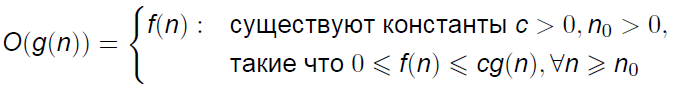 O(g(n)) = { f(n) : существуют константы c > 0, n₀ > 0,
такие что 0 ⩽ f(n) ⩽ cg(n), ∀n ⩾ n₀